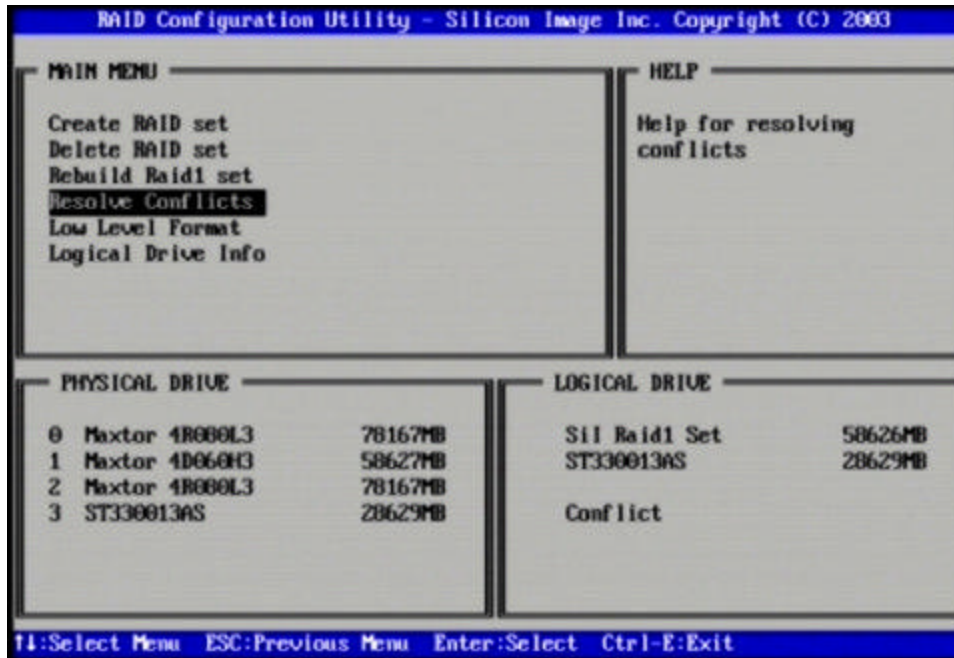 RAID Configuration Utility - Silicon Image Inc. Copyright (C) 2003
MAIN MENU
Create RAID set
Delete RAID set
Rebuild Raid1 set
Resolve Conflicts
Low Level Format
Logical Drive Info
HELP
Help for resolving
conflicts
PHYSICAL DRIVE
0 Maxtor 4R080L3 78167MB
1 Maxtor 4D060H3 58627MB
2 Maxtor 4R080L3 78167MB
3 ST330013AS 28629MB
LOGICAL DRIVE
SiI Raid1 Set 58626MB
ST330013AS 28629MB
Conflict
↑↓:Select Menu ESC:Previous Menu Enter:Select Ctrl-E:Exit